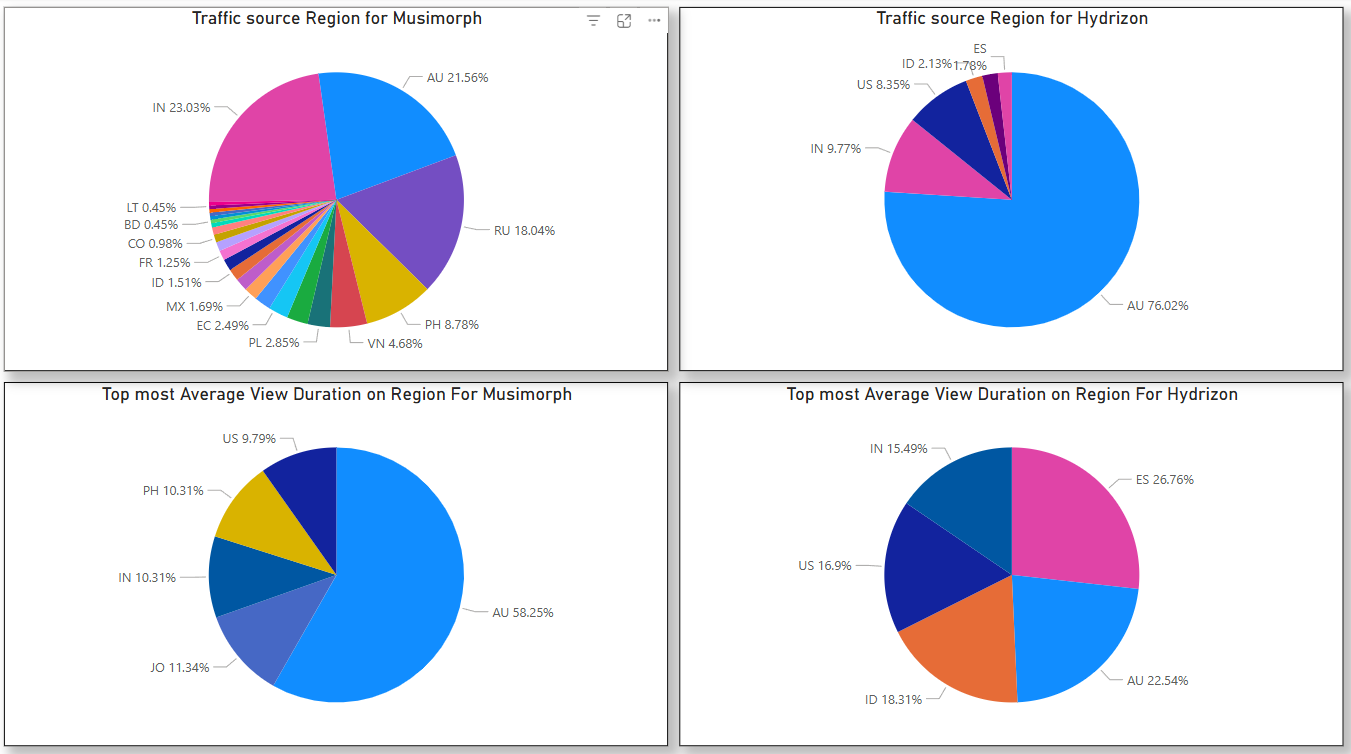 Traffic source Region for Musimorph
AU 21.56%
IN 23.03%
RU 18.04%
LT 0.45%
BD 0.45%
CO 0.98%
FR 1.25%
ID 1.51%
MX 1.69%
EC 2.49%
PL 2.85%
VN 4.68%
PH 8.78%
Traffic source Region for Hydrizon
ES
1.78%
ID 2.13%
US 8.35%
IN 9.77%
AU 76.02%
Top most Average View Duration on Region For Musimorph
US 9.79%
PH 10.31%
IN 10.31%
JO 11.34%
AU 58.25%
Top most Average View Duration on Region For Hydrizon
IN 15.49%
ES 26.76%
US 16.9%
AU 22.54%
ID 18.31%